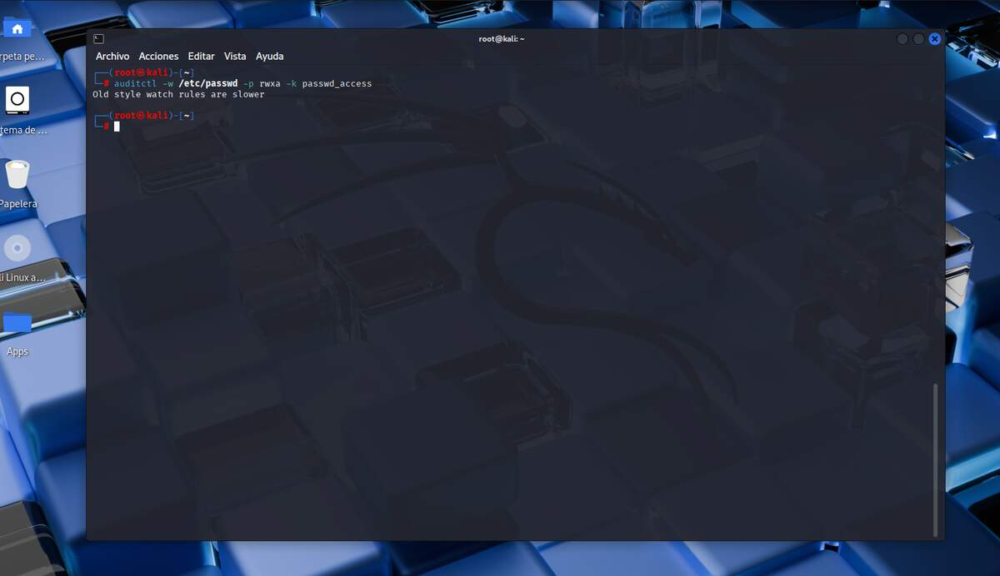 root@kali: ~
Archivo Acciones Editar Vista Ayuda
┌──(root㉿kali)-[~]
└─# auditctl -w /etc/passwd -p rwxa -k passwd_access
Old style watch rules are slower
┌──(root㉿kali)-[~]
└─#
rpeta pe...
tema de ...
Papelera
li Linux a...
Apps